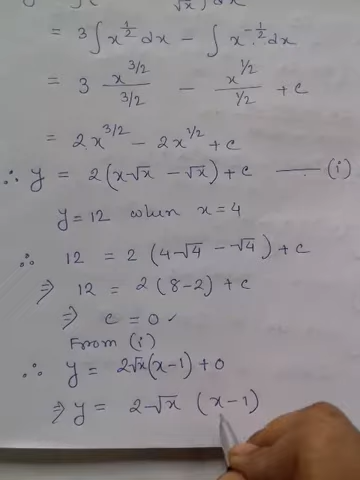 √x) dx
= 3∫x^{1/2} dx − ∫x^{-1/2} dx
= 3 x^{3/2}/(3/2) − x^{1/2}/(1/2) + c
= 2x^{3/2} − 2x^{1/2} + c
∴ y = 2(x√x − √x) + c —— (i)
y = 12 when x = 4
∴ 12 = 2 (4√4 − √4) + c
⇒ 12 = 2 (8−2) + c
⇒ c = 0 ✓
From (i)
∴ y = 2√x(x−1) + 0
⇒ y = 2√x (x−1)